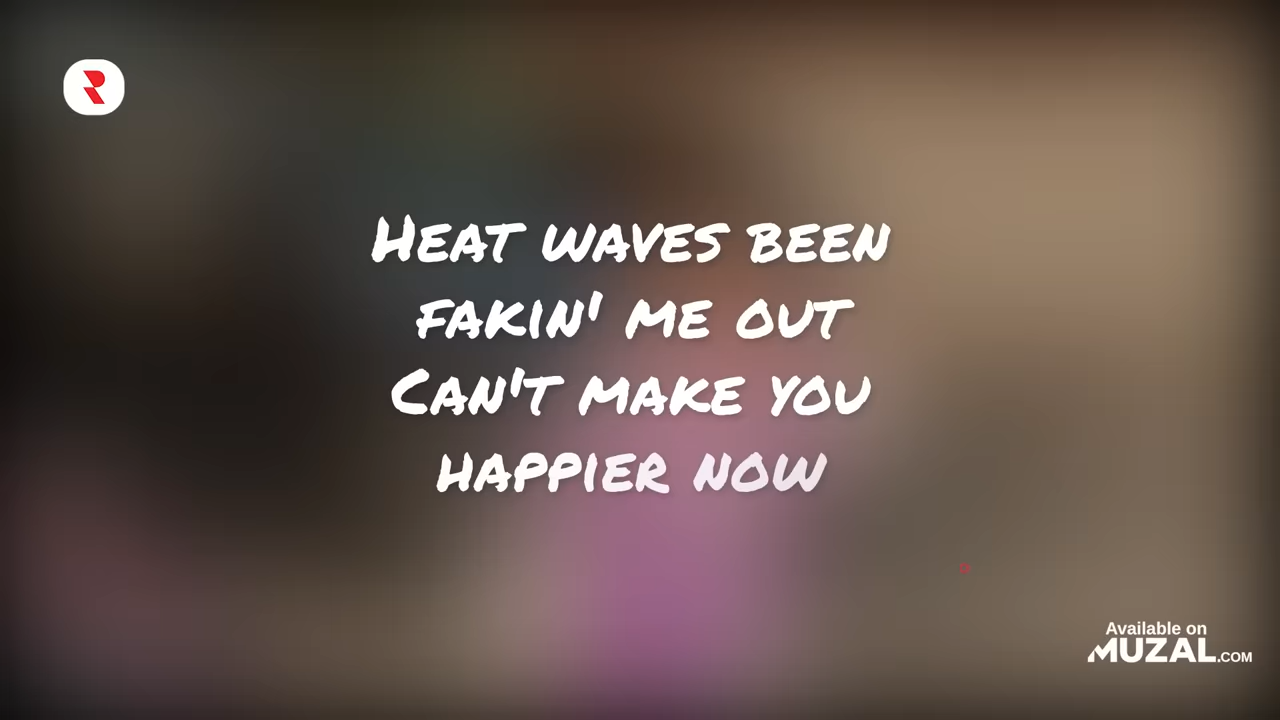 Heat waves been
fakin' me out
Can't make you
happier now
Available on
MUZAL.COM